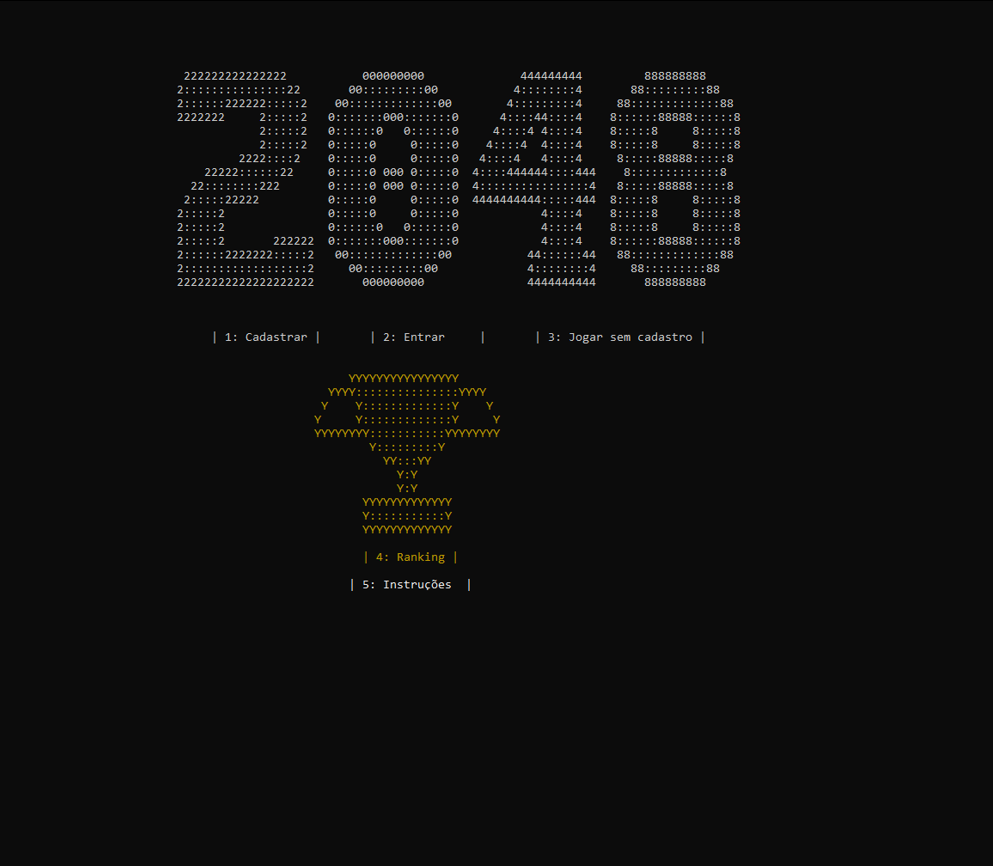 222222222222222           000000000              444444444         888888888
2:::::::::::::::22       00:::::::::00           4::::::::4       88:::::::::88
2::::::222222:::::2    00:::::::::::::00        4:::::::::4     88:::::::::::::88
2222222     2:::::2   0:::::::000:::::::0      4::::44::::4    8::::::88888::::::8
            2:::::2   0::::::0   0::::::0     4::::4 4::::4    8:::::8     8:::::8
            2:::::2   0:::::0     0:::::0    4::::4  4::::4    8:::::8     8:::::8
         2222::::2    0:::::0     0:::::0   4::::4   4::::4     8:::::88888:::::8
    22222::::::22     0:::::0 000 0:::::0  4::::444444::::444    8:::::::::::::8
  22::::::::222       0:::::0 000 0:::::0  4::::::::::::::::4   8:::::88888:::::8
 2:::::22222          0:::::0     0:::::0  4444444444:::::444  8:::::8     8:::::8
2:::::2               0:::::0     0:::::0            4::::4    8:::::8     8:::::8
2:::::2               0::::::0   0::::::0            4::::4    8:::::8     8:::::8
2:::::2       222222  0:::::::000:::::::0            4::::4    8::::::88888::::::8
2::::::2222222:::::2   00:::::::::::::00           44::::::44   88:::::::::::::88
2::::::::::::::::::2     00:::::::::00             4::::::::4     88:::::::::88
22222222222222222222       000000000               4444444444       888888888
| 1: Cadastrar |       | 2: Entrar     |       | 3: Jogar sem cadastro |
     YYYYYYYYYYYYYYYY
  YYYY:::::::::::::::YYYY
 Y    Y:::::::::::::Y    Y
Y     Y:::::::::::::Y     Y
YYYYYYYY:::::::::::YYYYYYYY
        Y:::::::::Y
          YY:::YY
            Y:Y
            Y:Y
       YYYYYYYYYYYYY
       Y:::::::::::Y
       YYYYYYYYYYYYY
| 4: Ranking |
| 5: Instruções  |